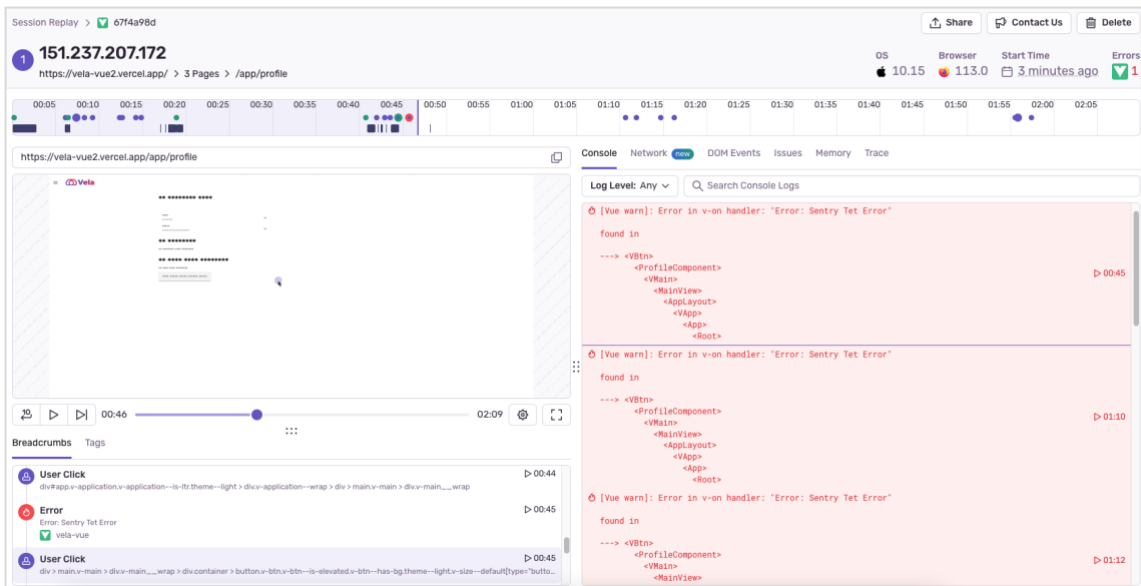 Session Replay > 67f4a98d
Share Contact Us Delete
1 151.237.207.172
https://vela-vue2.vercel.app/ > 3 Pages > /app/profile
OS Browser Start Time Errors
10.15 113.0 3 minutes ago 1
00:05 00:10 00:15 00:20 00:25 00:30 00:35 00:40 00:45 00:50 00:55 01:00 01:05 01:10 01:15 01:20 01:25 01:30 01:35 01:40 01:45 01:50 01:55 02:00 02:05
https://vela-vue2.vercel.app/app/profile
Vela
10 00:46 02:09
Breadcrumbs Tags
User Click 00:44
div#app.v-application.v-application--is-ltr.theme--light > div.v-application--wrap > div > main.v-main > div.v-main__wrap
Error 00:45
Error: Sentry Tet Error
vela-vue
User Click 00:45
div > main.v-main > div.v-main__wrap > div.container > button.v-btn.v-btn--is-elevated.v-btn--has-bg.theme--light.v-size--default[type="butto...
Console Network new DOM Events Issues Memory Trace
Log Level: Any Search Console Logs
[Vue warn]: Error in v-on handler: "Error: Sentry Tet Error"
found in
---> <VBtn>
<ProfileComponent> 00:45
<VMain>
<MainView>
<AppLayout>
<VApp>
<App>
<Root>
[Vue warn]: Error in v-on handler: "Error: Sentry Tet Error"
found in
---> <VBtn>
<ProfileComponent> 01:10
<VMain>
<MainView>
<AppLayout>
<VApp>
<App>
<Root>
[Vue warn]: Error in v-on handler: "Error: Sentry Tet Error"
found in
---> <VBtn>
<ProfileComponent> 01:12
<VMain>
<MainView>